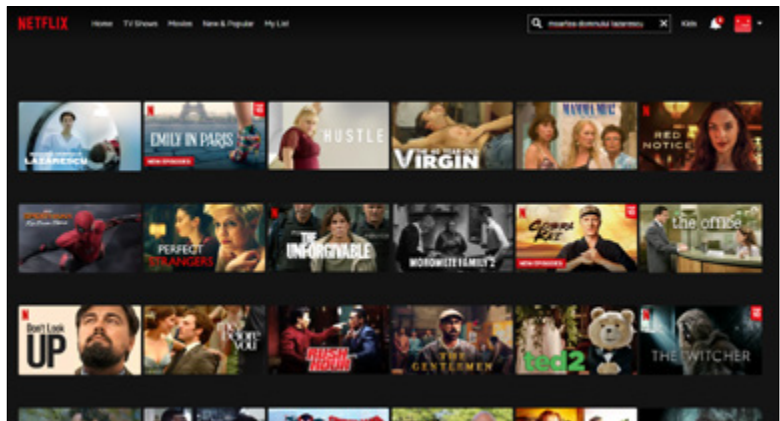 NETFLIX Home TV Shows Movies New & Popular My List moartea domnului lazarescu Kids
LAZARESCU
EMILY IN PARIS
NEW EPISODES
HUSTLE
THE 40 YEAR-OLD
VIRGIN
MAMMA MIA!
RED
NOTICE
PERFECT
STRANGERS
THE
UNFORGIVABLE
MOROMETE FAMILY 2
COBRA
KAI
NEW EPISODES
the office
Don't Look
UP
Before
you
RUSH
HOUR
THE
GENTLEMEN
ted2
THE WITCHER